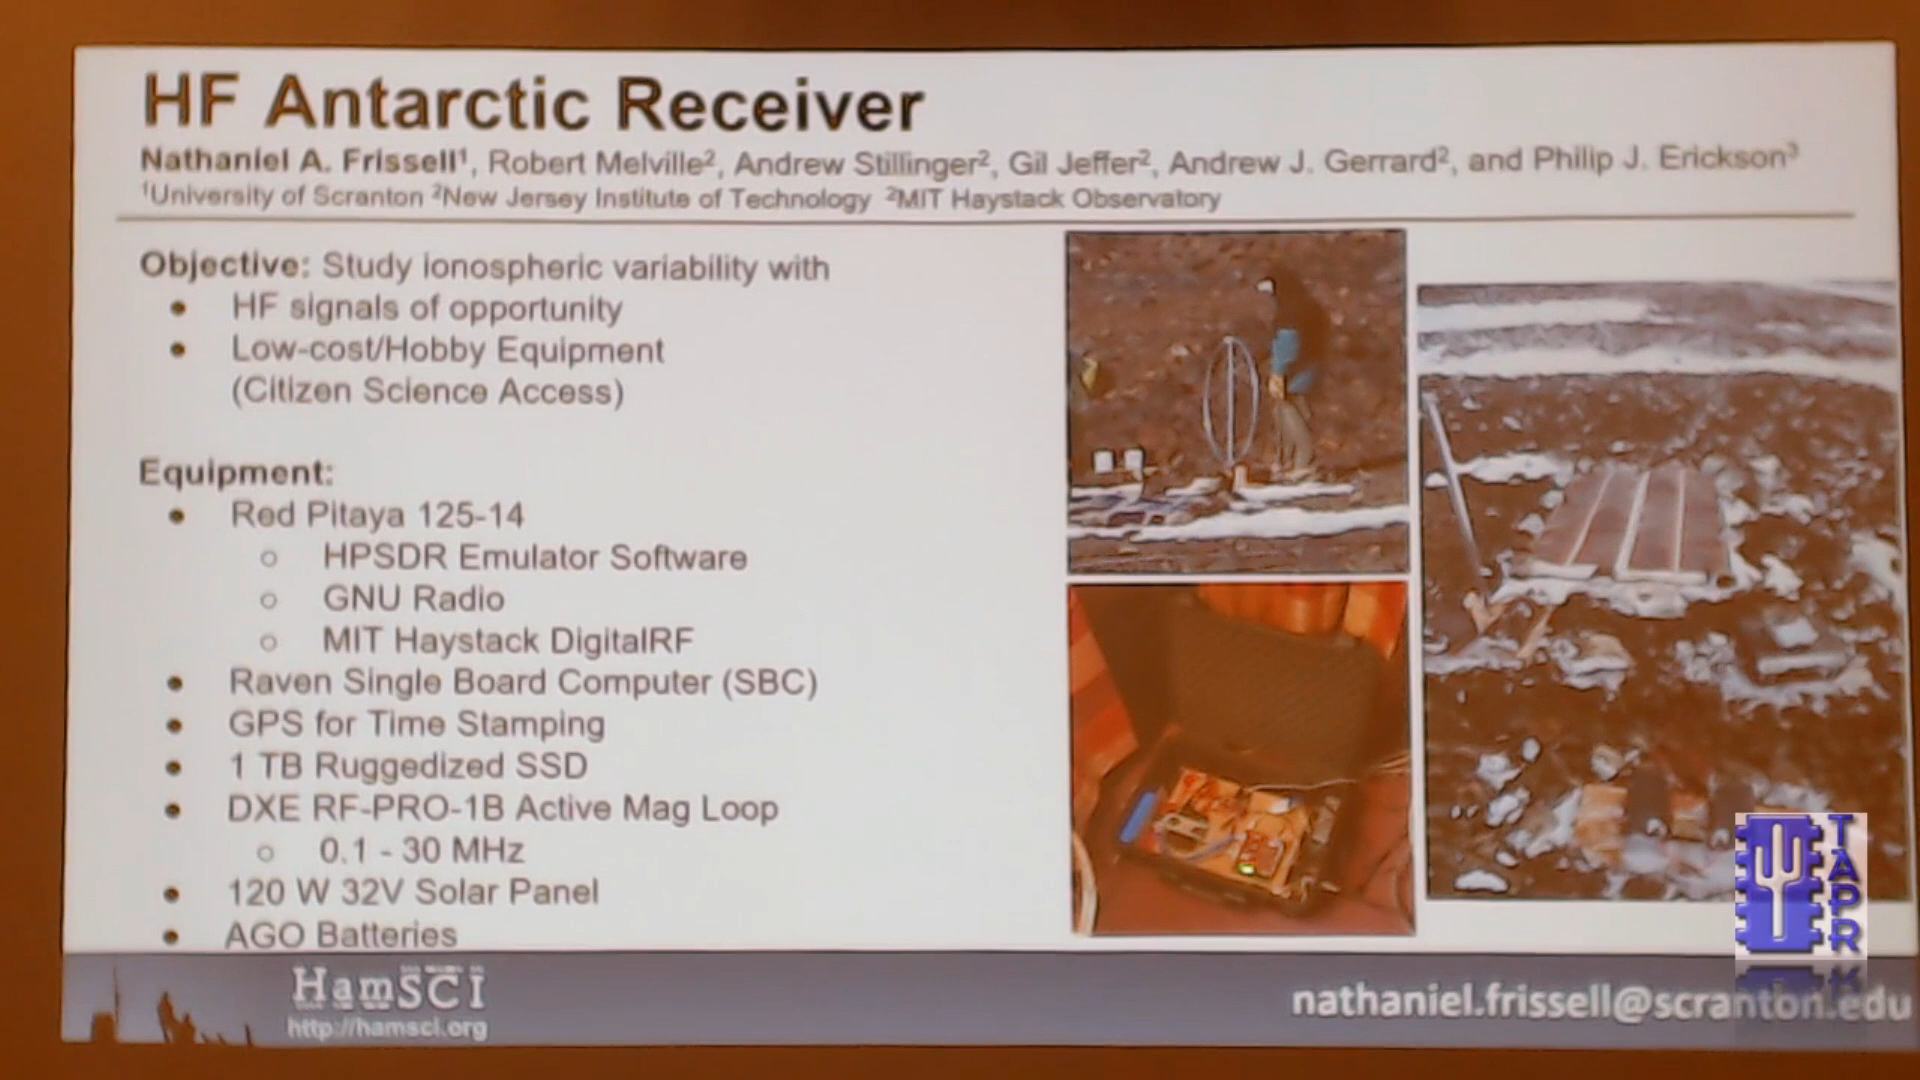 HF Antarctic Receiver
Nathaniel A. Frissell¹, Robert Melville², Andrew Stillinger², Gil Jeffer², Andrew J. Gerrard², and Philip J. Erickson³
¹University of Scranton ²New Jersey Institute of Technology ²MIT Haystack Observatory
Objective: Study ionospheric variability with
• HF signals of opportunity
• Low-cost/Hobby Equipment
(Citizen Science Access)
Equipment:
• Red Pitaya 125-14
○ HPSDR Emulator Software
○ GNU Radio
○ MIT Haystack DigitalRF
• Raven Single Board Computer (SBC)
• GPS for Time Stamping
• 1 TB Ruggedized SSD
• DXE RF-PRO-1B Active Mag Loop
○ 0.1 - 30 MHz
• 120 W 32V Solar Panel
• AGO Batteries
HamSCI
http://hamsci.org
nathaniel.frissell@scranton.edu
TAPR